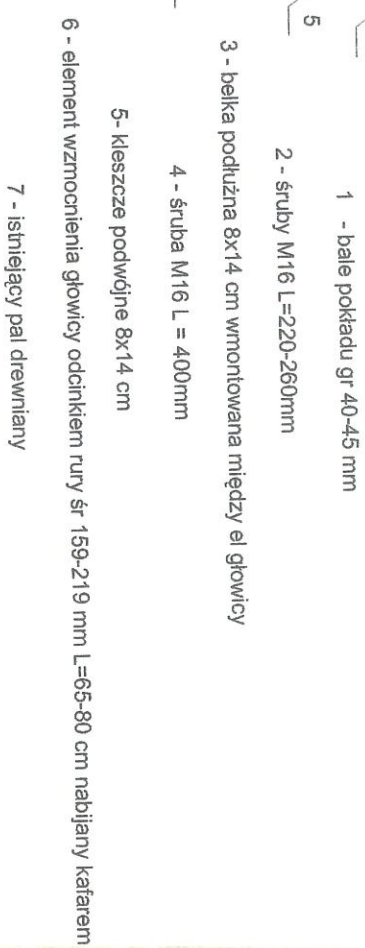 1 - bale pokładu gr 40-45 mm
5
2 - śruby M16 L=220-260mm
3 - belka podłużna 8x14 cm wmontowana między el głowicy
4 - śruba M16 L = 400mm
5- kleszcze podwójne 8x14 cm
6 - element wzmocnienia głowicy odcinkiem rury śr 159-219 mm L=65-80 cm nabijany kafarem
7 - istniejący pal drewniany